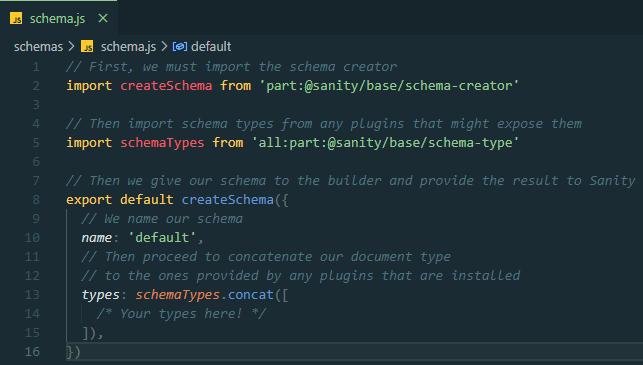 JS schema.js ×
schemas > JS schema.js > default
1 // First, we must import the schema creator
2 import createSchema from 'part:@sanity/base/schema-creator'
3
4 // Then import schema types from any plugins that might expose them
5 import schemaTypes from 'all:part:@sanity/base/schema-type'
6
7 // Then we give our schema to the builder and provide the result to Sanity
8 export default createSchema({
9 // We name our schema
10 name: 'default',
11 // Then proceed to concatenate our document type
12 // to the ones provided by any plugins that are installed
13 types: schemaTypes.concat([
14 /* Your types here! */
15 ]),
16 })